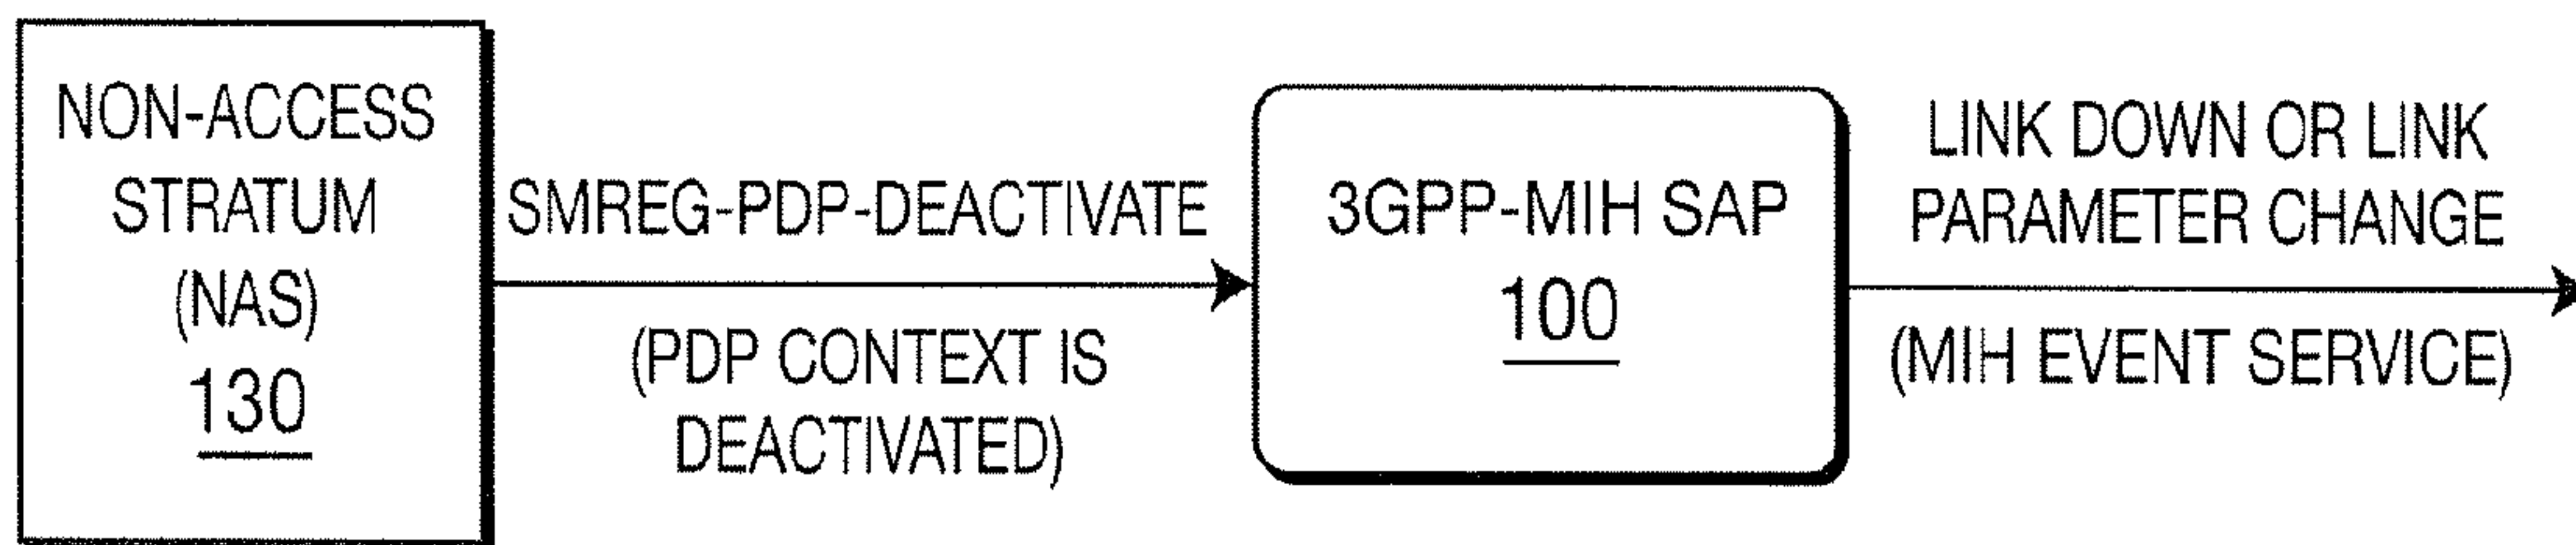 NON-ACCESS
STRATUM
(NAS)
130
SMREG-PDP-DEACTIVATE
(PDP CONTEXT IS
DEACTIVATED)
3GPP-MIH SAP
100
LINK DOWN OR LINK
PARAMETER CHANGE
(MIH EVENT SERVICE)